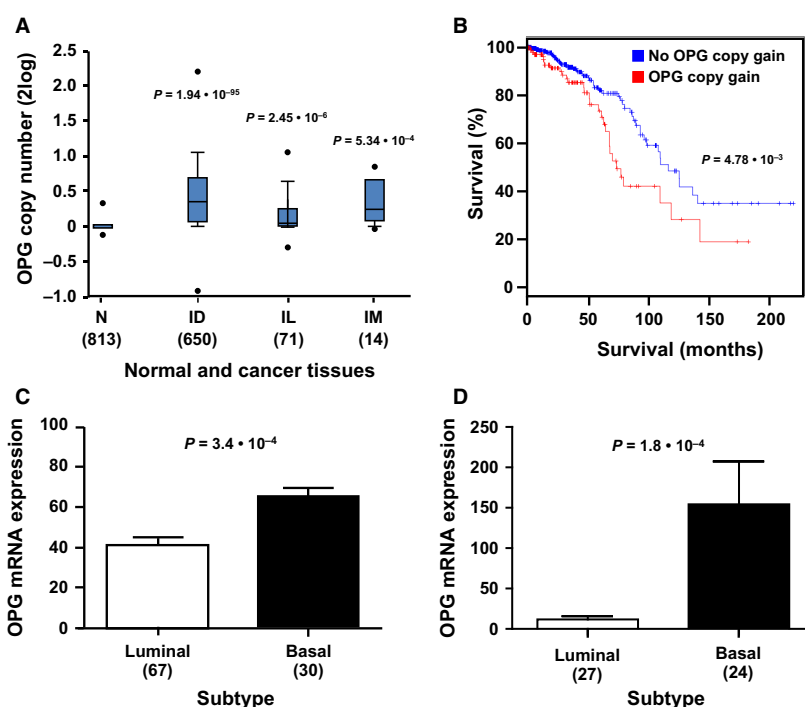 A
OPG copy number (2log)
2.5
2.0
1.5
1.0
0.5
0
–0.5
–1.0
P = 1.94 • 10–95
P = 2.45 • 10–6
P = 5.34 • 10–4
N ID IL IM
(813) (650) (71) (14)
Normal and cancer tissues
B
Survival (%)
100
80
60
40
20
0
No OPG copy gain
OPG copy gain
P = 4.78 • 10–3
0 50 100 150 200
Survival (months)
C
OPG mRNA expression
100
80
60
40
20
0
P = 3.4 • 10–4
Luminal Basal
(67) (30)
Subtype
D
OPG mRNA expression
250
200
150
100
50
0
P = 1.8 • 10–4
Luminal Basal
(27) (24)
Subtype